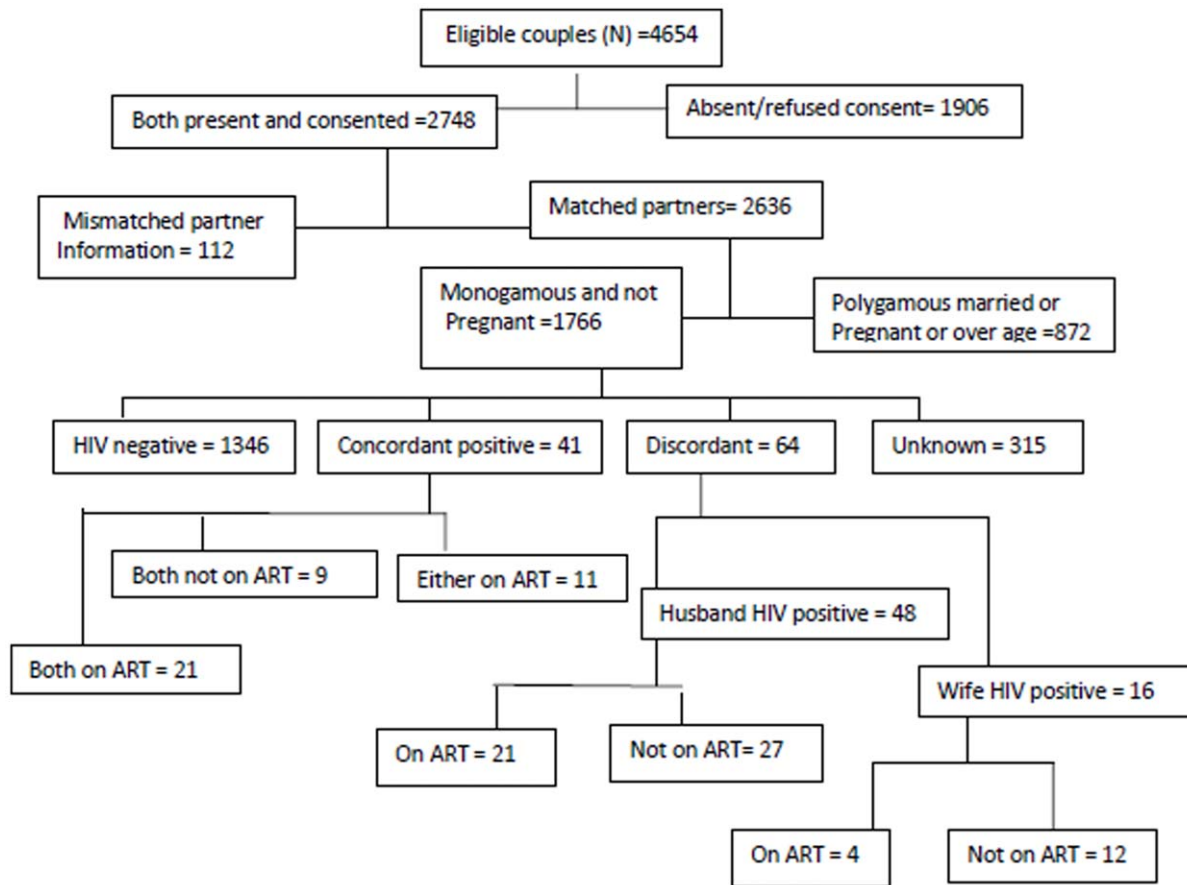 Eligible couples (N) =4654
Both present and consented =2748
Absent/refused consent= 1906
Mismatched partner
Information = 112
Matched partners= 2636
Monogamous and not
Pregnant =1766
Polygamous married or
Pregnant or over age =872
HIV negative = 1346
Concordant positive = 41
Discordant = 64
Unknown = 315
Both not on ART = 9
Either on ART = 11
Husband HIV positive = 48
Both on ART = 21
Wife HIV positive = 16
On ART = 21
Not on ART= 27
On ART = 4
Not on ART = 12